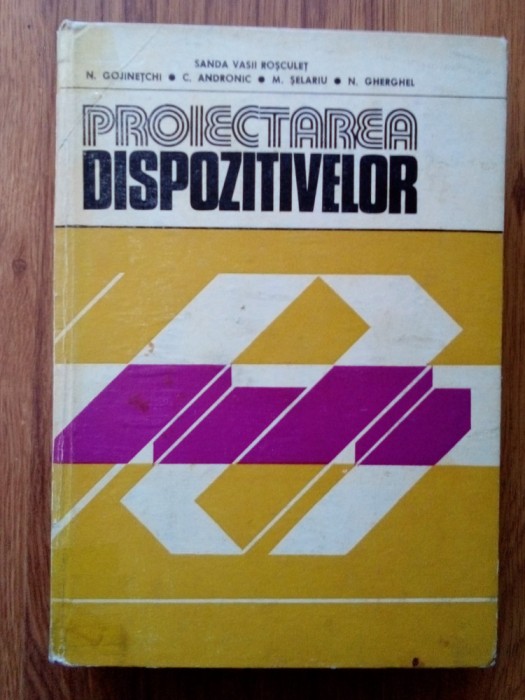 SANDA VASII ROȘCULEȚ
N. GOJINEȚCHI ● C. ANDRONIC ● M. ȘELARIU ● N. GHERGHEL
PROIECTAREA
DISPOZITIVELOR